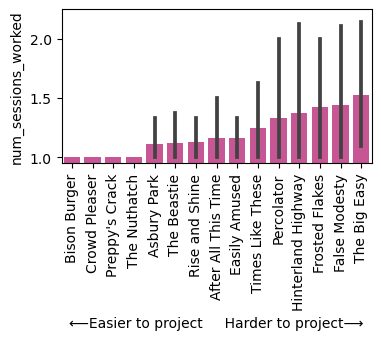 num_sessions_worked
2.0
1.5
1.0
Bison Burger
Crowd Pleaser
Preppy's Crack
The Nuthatch
Asbury Park
The Beastie
Rise and Shine
After All This Time
Easily Amused
Times Like These
Percolator
Hinterland Highway
Frosted Flakes
False Modesty
The Big Easy
⟵Easier to project Harder to project⟶